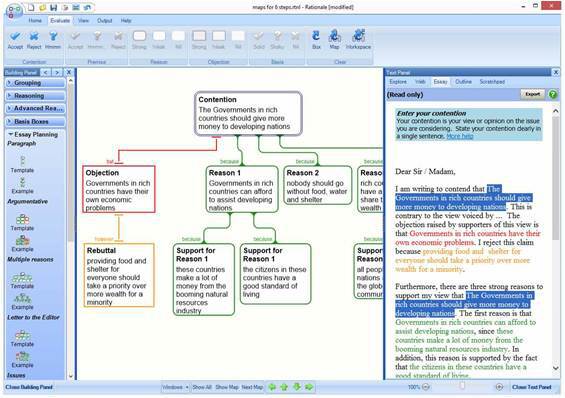 maps for 6 steps.rtnl - Rationale [modified]
Home Evaluate View Output Help
Accept Reject Hmmm Strong Weak Nil Strong Weak Nil Solid Shaky Nil Box Map Workspace
Contention Premise Reason Objection Basis Clear
Building Panel
Grouping
Reasoning
Advanced Rea...
Basis Boxes
Essay Planning
Paragraph
Template
Example
Argumentative
Template
Example
Multiple reasons
Template
Example
Letter to the Editor
Template
Example
Issues
Close Building Panel
Contention
The Governments in rich
countries should give more
money to developing nations
but
because
because
because
Objection
Governments in rich
countries have their
own economic
problems
Reason 1
Governments in rich
countries can afford
to assist developing
nations
Reason 2
nobody should go
without food, water
and shelter
Rea
rich co
have a
share t
wealth
however
because
because
because
Rebuttal
providing food and
shelter for
everyone should
take a priority over
more wealth for a
minority
Support for
Reason 1
these countries
make a lot of
money from the
booming natural
resources
industry
Support for
Reason 1
the citizens in these
countries have a
good standard of
living
all peop
nations
the glob
commu
Windows Show All Show Map Next Map
Text Panel
Explore Web Essay Outline Scratchpad
(Read only)
Export
Enter your contention
Your contention is your view or opinion on the issue
you are considering. State your contention clearly in
a single sentence. More help
Dear Sir / Madam,
I am writing to contend that The
Governments in rich countries should give
more money to developing nations. This is
contrary to the view voiced by ... The
objection raised by supporters of this view is
that Governments in rich countries have their
own economic problems. I reject this claim
because providing food and shelter for
everyone should take a priority over more
wealth for a minority.
Furthermore, there are three strong reasons to
support my view that The Governments in
rich countries should give more money to
developing nations. The first reason is that
Governments in rich countries can afford to
assist developing nations, since these
countries make a lot of money from the
booming natural resources industry. In
addition, this reason is supported by the fact
that the citizens in these countries have a
good standard of living.
100%
Close Text Panel